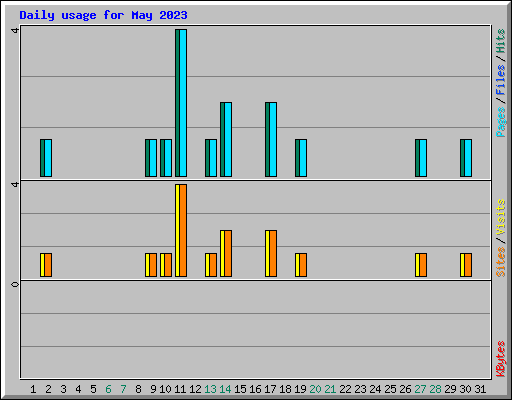 Daily usage for May 2023
4
Pages/Files/Hits
4
Sites/Visits
0
KBytes
1 2 3 4 5 6 7 8 9 10 11 12 13 14 15 16 17 18 19 20 21 22 23 24 25 26 27 28 29 30 31